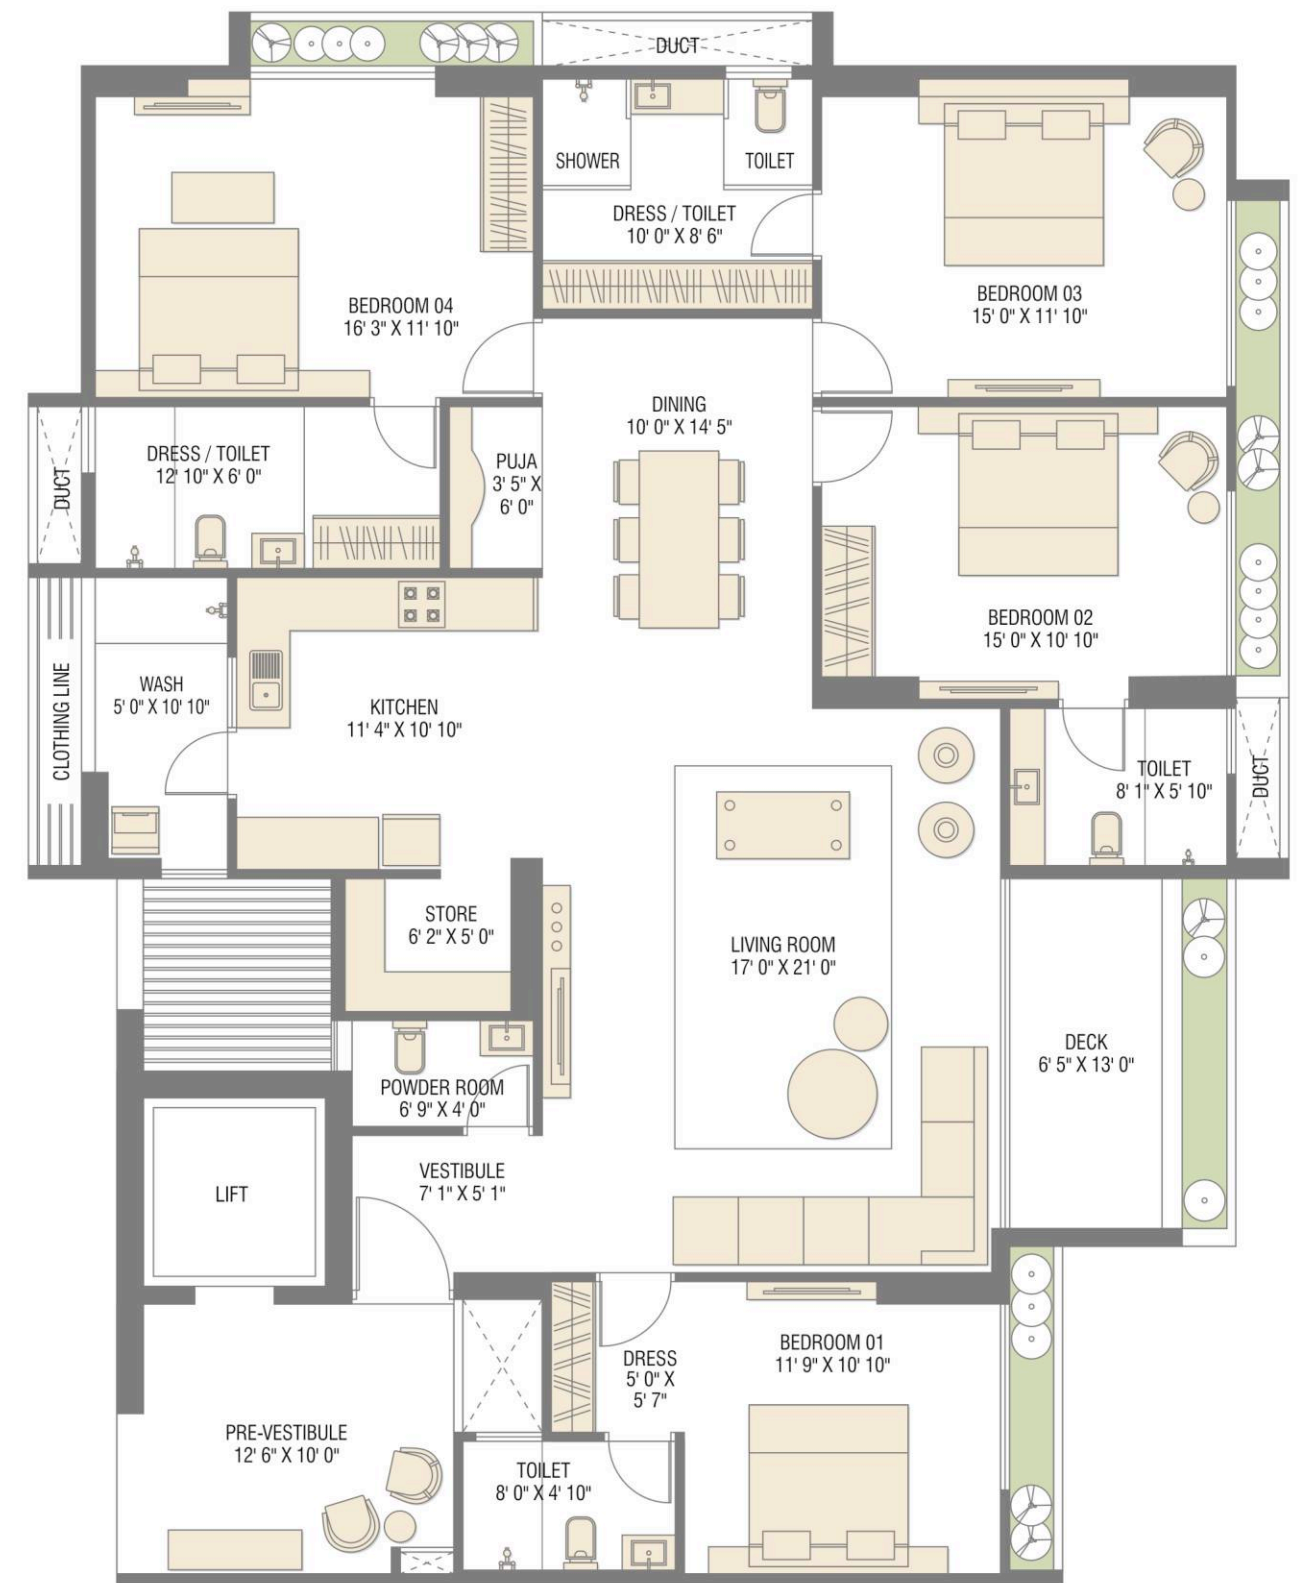 DUCT
SHOWER
TOILET
DRESS / TOILET
10' 0" X 8' 6"
BEDROOM 04
16' 3" X 11' 10"
BEDROOM 03
15' 0" X 11' 10"
DINING
10' 0" X 14' 5"
DRESS / TOILET
12' 10" X 6' 0"
DUCT
PUJA
3' 5" X
6' 0"
BEDROOM 02
15' 0" X 10' 10"
WASH
5' 0" X 10' 10"
CLOTHING LINE
KITCHEN
11' 4" X 10' 10"
TOILET
8' 1" X 5' 10"
DUCT
STORE
6' 2" X 5' 0"
LIVING ROOM
17' 0" X 21' 0"
DECK
6' 5" X 13' 0"
POWDER ROOM
6' 9" X 4' 0"
VESTIBULE
7' 1" X 5' 1"
LIFT
BEDROOM 01
11' 9" X 10' 10"
DRESS
5' 0" X
5' 7"
PRE-VESTIBULE
12' 6" X 10' 0"
TOILET
8' 0" X 4' 10"